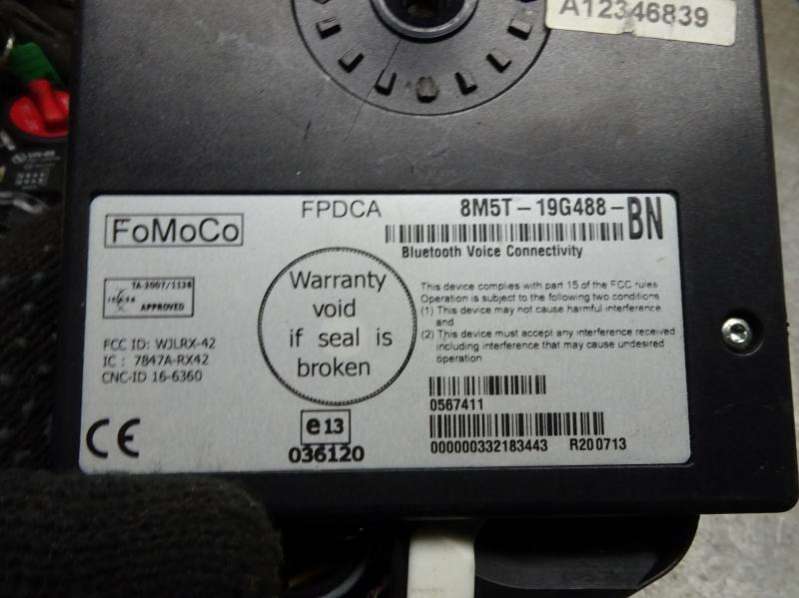 A12346839
FPDCA
8M5T-19G488-BN
FoMoCo
Bluetooth Voice Connectivity
TA-2007/1136
APPROVED
Warranty
void
if seal is
broken
This device complies with part 15 of the FCC rules
Operation is subject to the following two conditions
(1) This device may not cause harmful interference
and
(2) This device must accept any interference received
including interference that may cause undesired
operation
FCC ID: WJLRX-42
IC : 7847A-RX42
CNC-ID 16-6360
CE
e13
036120
0567411
000000332183443 R200713